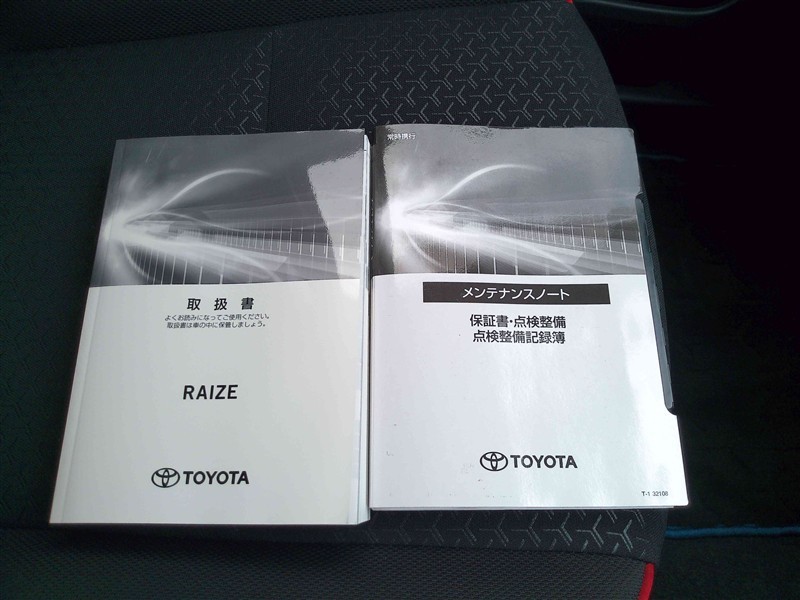 取扱書
よくお読みになってご使用ください。
取扱書は車の中に保管しましょう。
RAIZE
TOYOTA
常時携行
メンテナンスノート
保証書・点検整備
点検整備記録簿
TOYOTA
T-1 32108